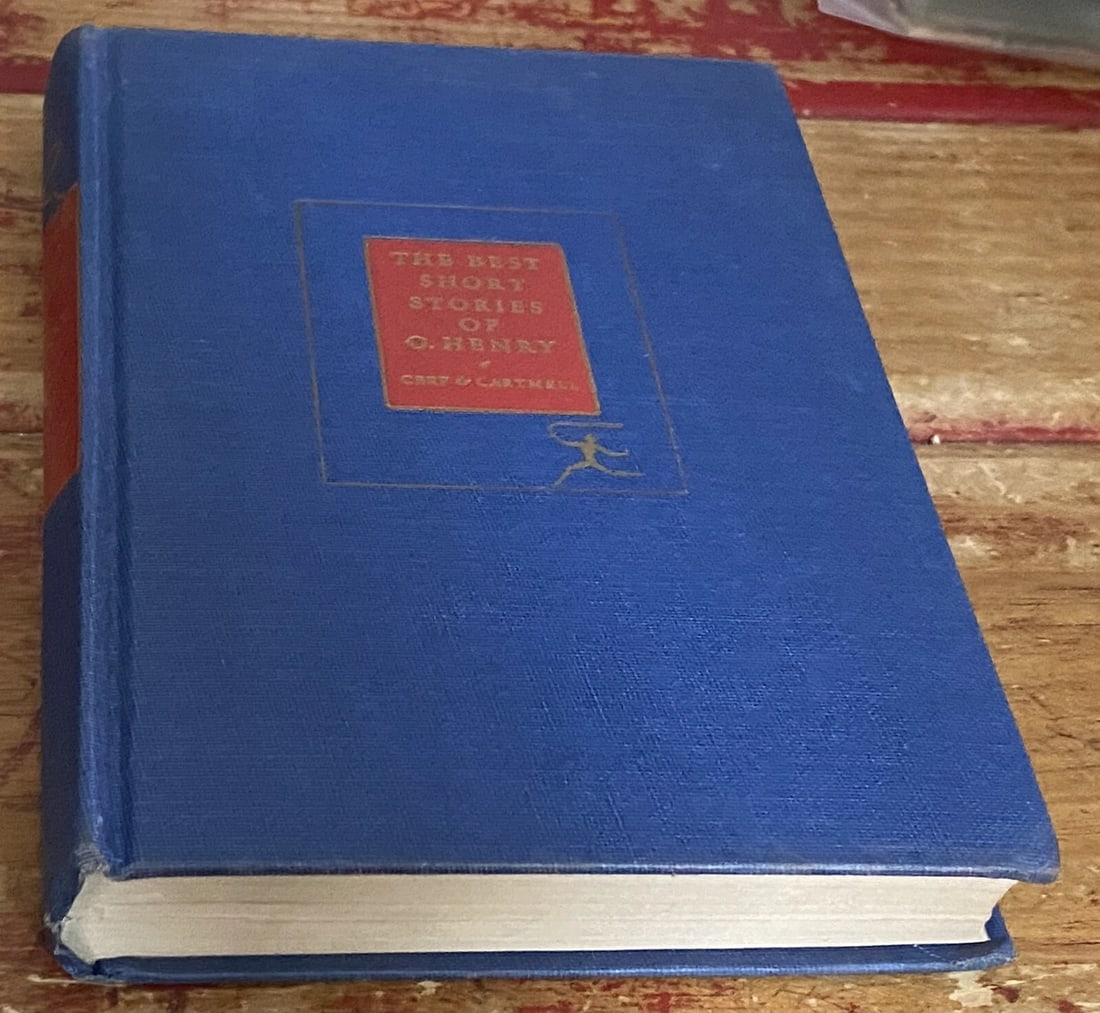 THE BEST
SHORT
STORIES
OF
O. HENRY
CERF & CARTMELL